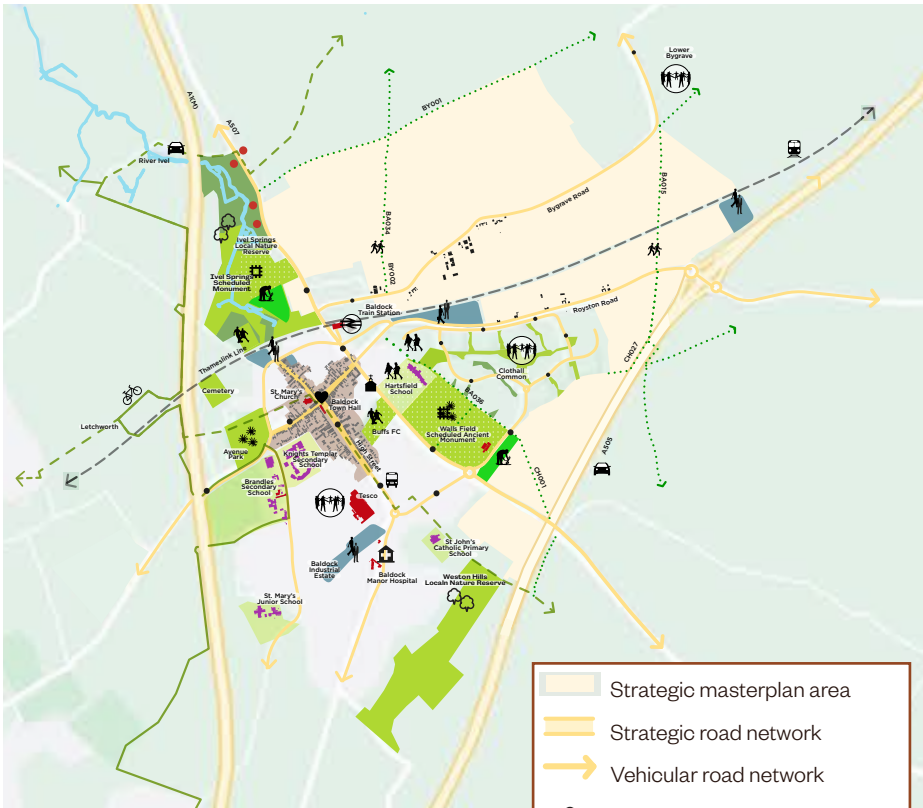 Lower
Bygrave
A1(M)
A507
BY001
River Ivel
BA034
BA015
Bygrave Road
Ivel Springs
Local Nature
Reserve
BY002
Ivel Springs
Scheduled
Monument
Royston Road
Baldock
Train Station
Thameslink Line
CH027
Clothall
Common
Hartsfield
School
BA036
Cemetery
St. Mary's
Church
Baldock
Town Hall
Letchworth
Buffs FC
Walls Field
Scheduled Ancient
Monument
A505
Avenue
Park
Knights Templar
Secondary
School
High Street
CH001
Brandles
Secondary
School
Tesco
St John's
Catholic Primary
School
Baldock
Industrial
Estate
Baldock
Manor Hospital
Weston Hills
Localn Nature Reserve
St. Mary's
Junior School
Strategic masterplan area
Strategic road network
Vehicular road network